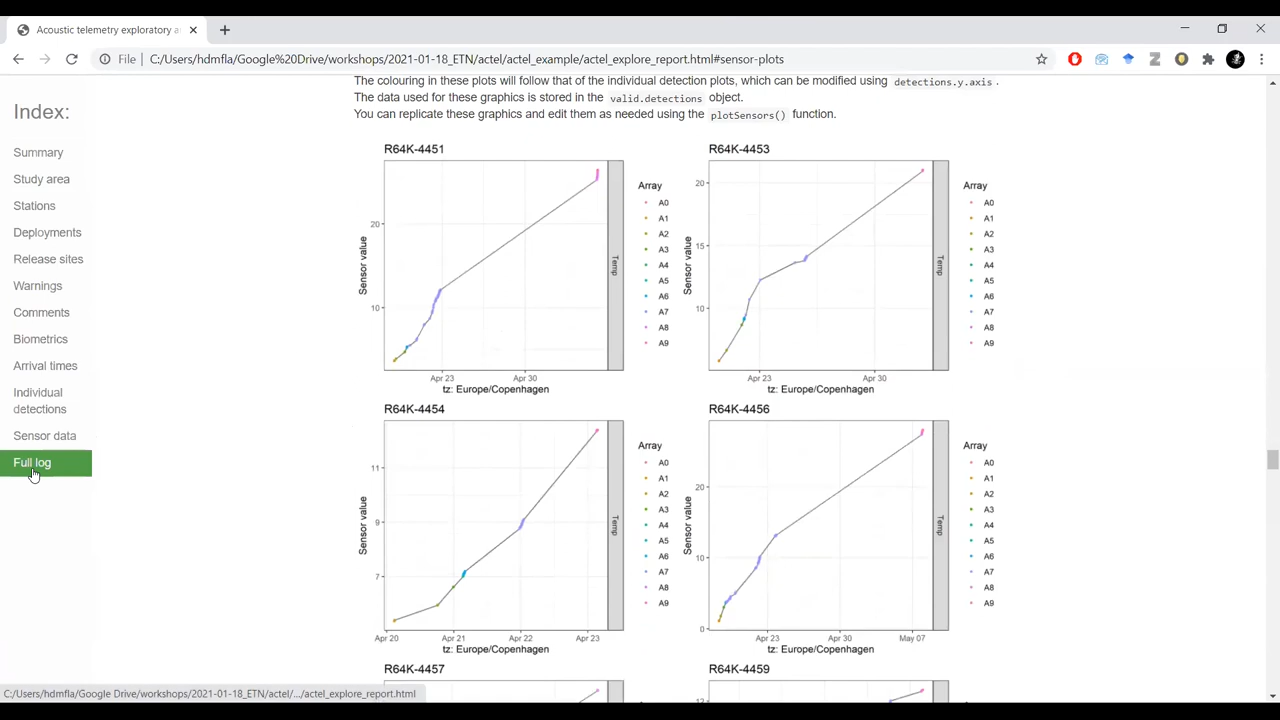 Acoustic telemetry exploratory a
File
C:/Users/hdmfla/Google%20Drive/workshops/2021-01-18_ETN/actel/actel_example/actel_explore_report.html#sensor-plots
Index:
Summary
Study area
Stations
Deployments
Release sites
Warnings
Comments
Biometrics
Arrival times
Individual
detections
Sensor data
Full log
The colouring in these plots will follow that of the individual detection plots, which can be modified using detections.y.axis.
The data used for these graphics is stored in the valid.detections object.
You can replicate these graphics and edit them as needed using the plotSensors() function.
R64K-4451
Sensor value
20
10
Apr 23
Apr 30
tz: Europe/Copenhagen
Temp
Array
A0
A1
A2
A3
A4
A5
A6
A7
A8
A9
R64K-4453
Sensor value
20
15
10
Apr 23
Apr 30
tz: Europe/Copenhagen
Temp
Array
A0
A1
A2
A3
A4
A5
A6
A7
A8
A9
R64K-4454
Sensor value
11
9
7
Apr 20
Apr 21
Apr 22
Apr 23
tz: Europe/Copenhagen
Temp
Array
A0
A1
A2
A3
A4
A5
A6
A7
A8
A9
R64K-4456
Sensor value
20
10
0
Apr 23
Apr 30
May 07
tz: Europe/Copenhagen
Temp
Array
A0
A1
A2
A3
A4
A5
A6
A7
A8
A9
R64K-4457
R64K-4459
12
C:/Users/hdmfla/Google Drive/workshops/2021-01-18_ETN/actel/.../actel_explore_report.html